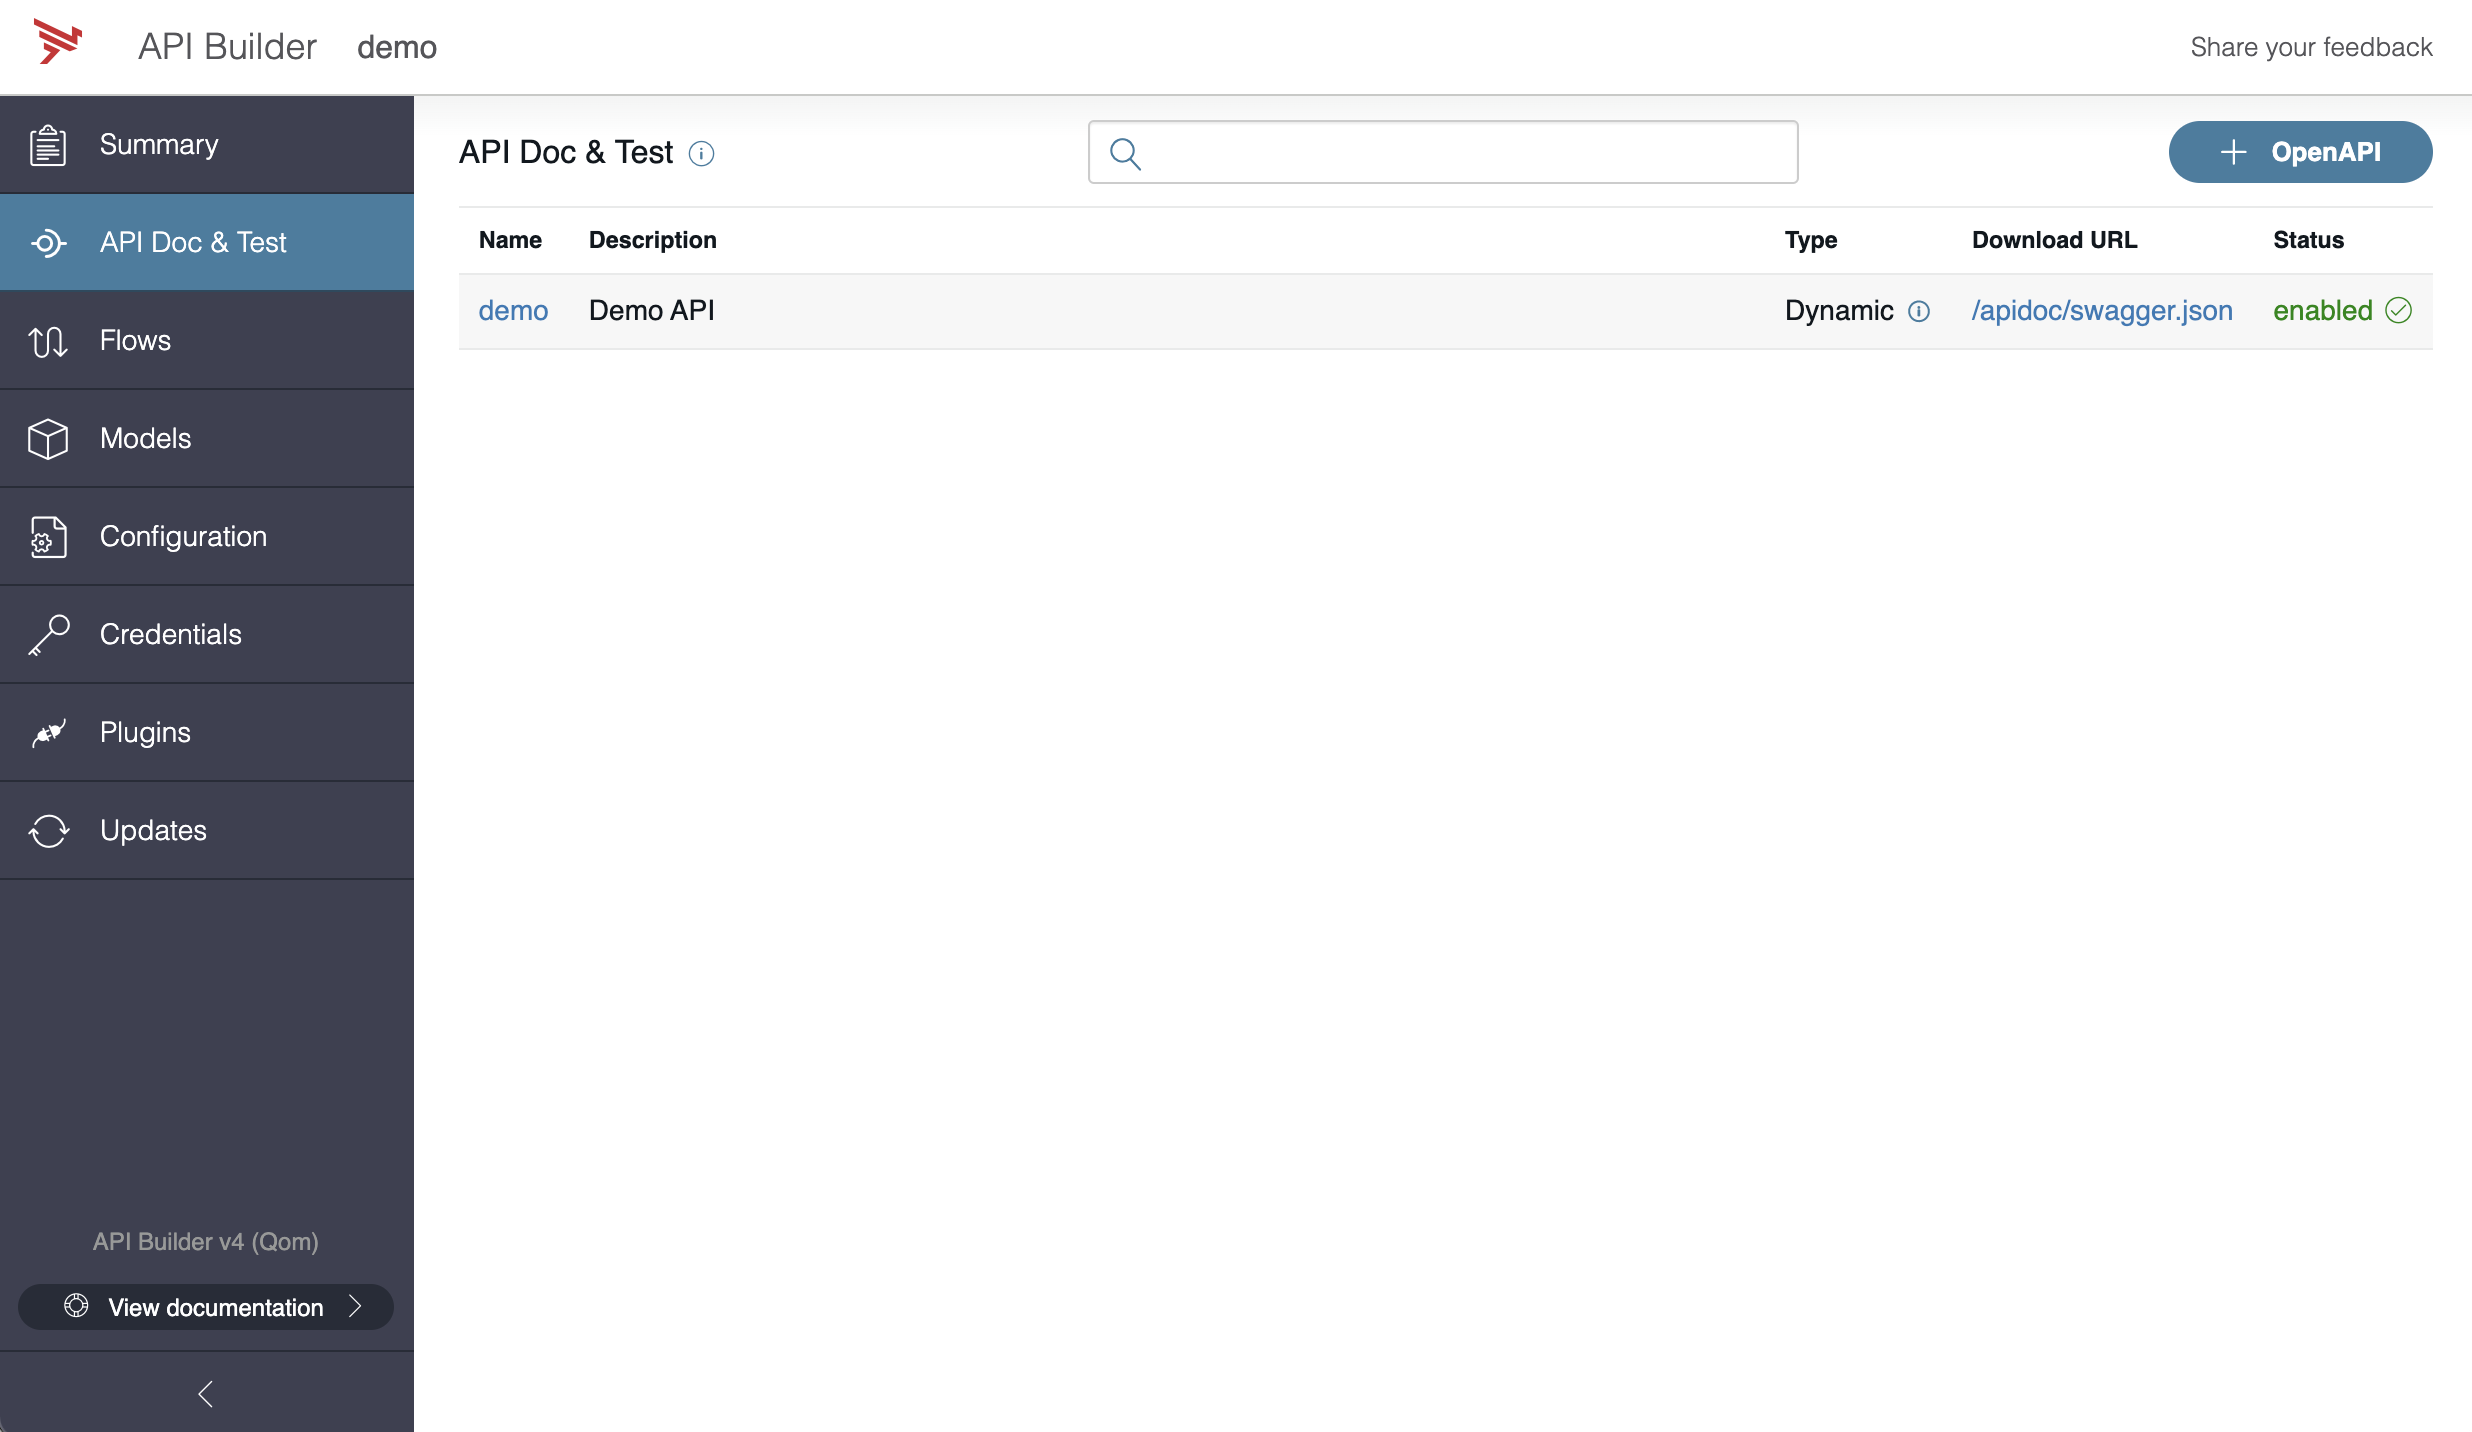 API Builder demo
Share your feedback
Summary
API Doc & Test
Flows
Models
Configuration
Credentials
Plugins
Updates
API Builder v4 (Qom)
View documentation
API Doc & Test
OpenAPI
Name Description Type Download URL Status
demo Demo API Dynamic /apidoc/swagger.json enabled